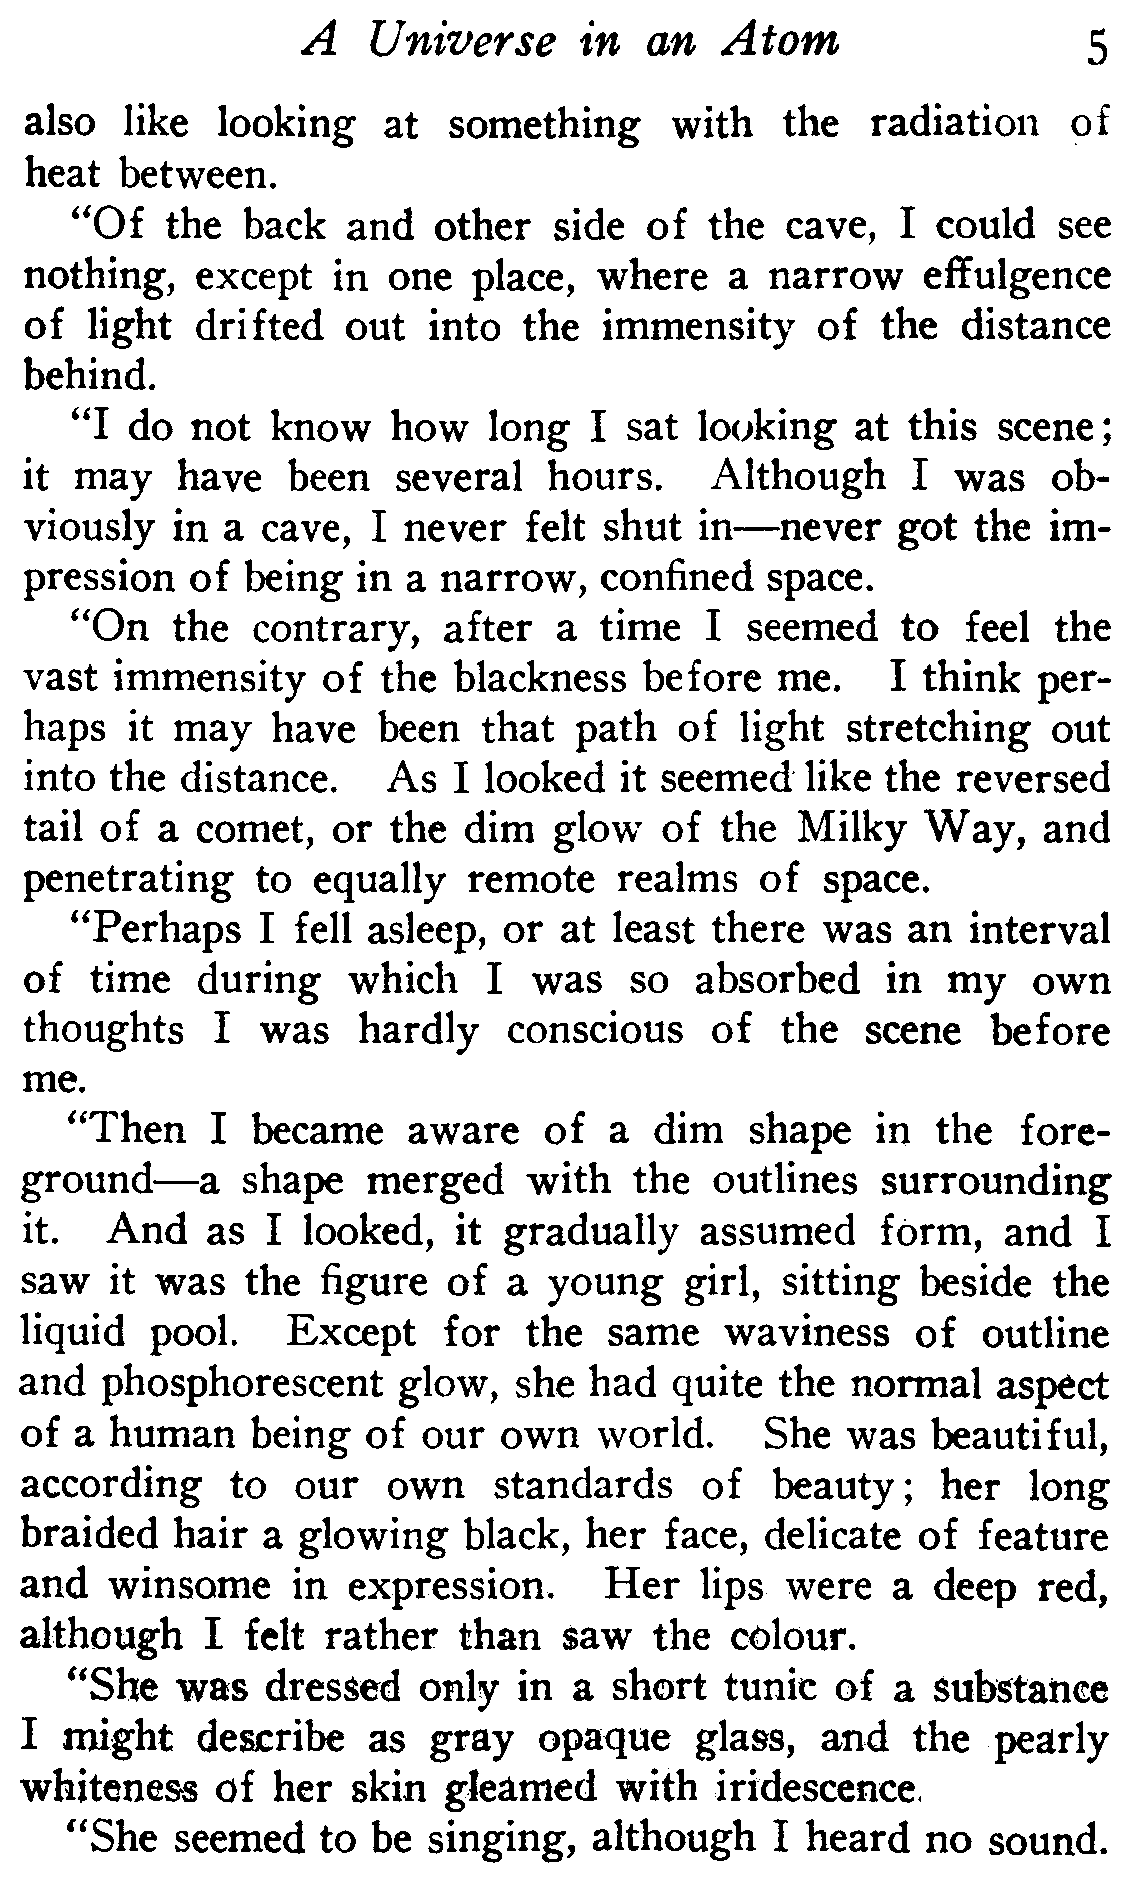 A Universe in an Atom 5
also like looking at something with the radiation of
heat between.
“Of the back and other side of the cave, I could see
nothing, except in one place, where a narrow effulgence
of light drifted out into the immensity of the distance
behind.
“I do not know how long I sat looking at this scene;
it may have been several hours. Although I was ob-
viously in a cave, I never felt shut in—never got the im-
pression of being in a narrow, confined space.
“On the contrary, after a time I seemed to feel the
vast immensity of the blackness before me. I think per-
haps it may have been that path of light stretching out
into the distance. As I looked it seemed like the reversed
tail of a comet, or the dim glow of the Milky Way, and
penetrating to equally remote realms of space.
“Perhaps I fell asleep, or at least there was an interval
of time during which I was so absorbed in my own
thoughts I was hardly conscious of the scene before
me.
“Then I became aware of a dim shape in the fore-
ground—a shape merged with the outlines surrounding
it. And as I looked, it gradually assumed form, and I
saw it was the figure of a young girl, sitting beside the
liquid pool. Except for the same waviness of outline
and phosphorescent glow, she had quite the normal aspect
of a human being of our own world. She was beautiful,
according to our own standards of beauty; her long
braided hair a glowing black, her face, delicate of feature
and winsome in expression. Her lips were a deep red,
although I felt rather than saw the colour.
“She was dressed only in a short tunic of a substance
I might describe as gray opaque glass, and the pearly
whiteness of her skin gleamed with iridescence.
“She seemed to be singing, although I heard no sound.